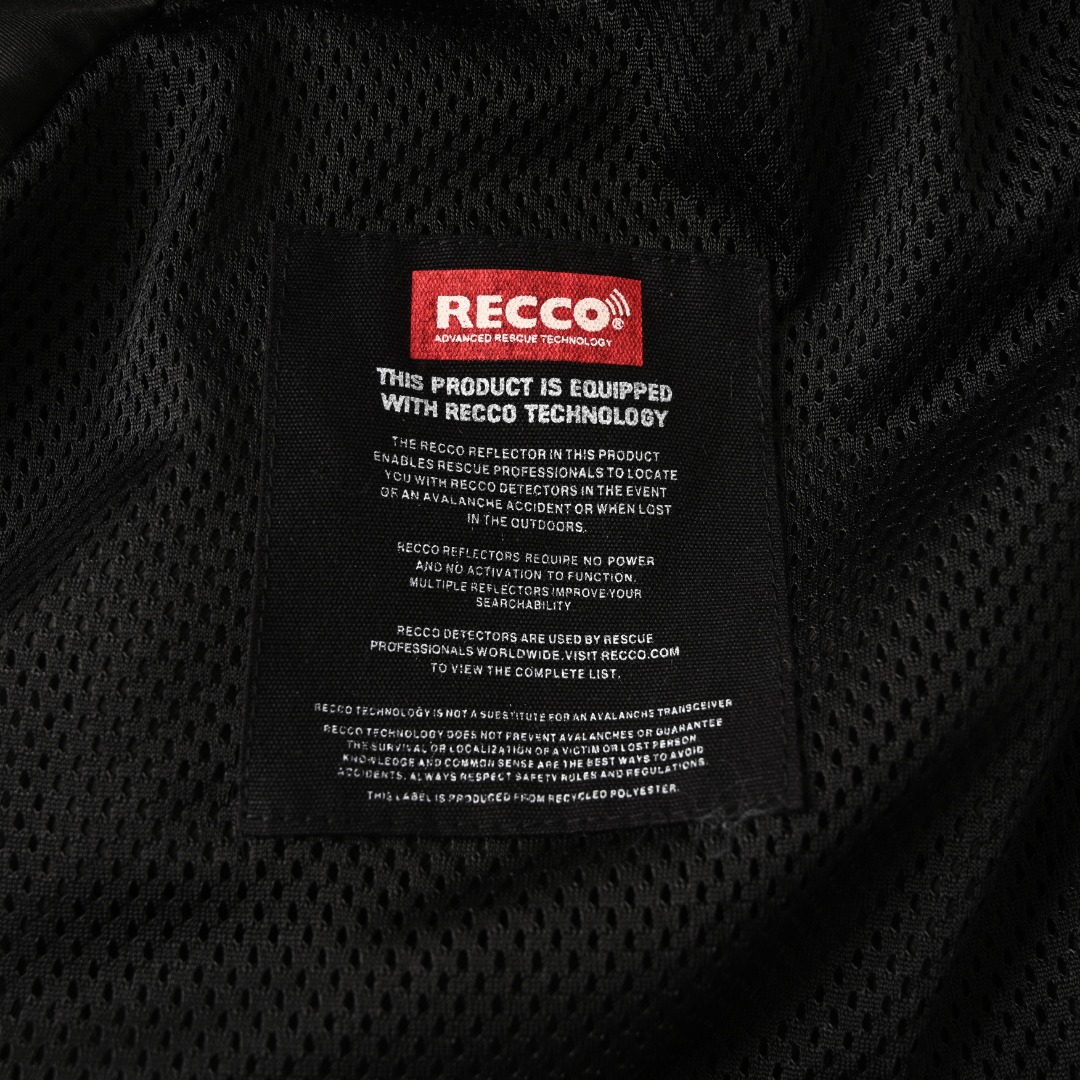 RECCO®
ADVANCED RESCUE TECHNOLOGY
THIS PRODUCT IS EQUIPPED
WITH RECCO TECHNOLOGY
THE RECCO REFLECTOR IN THIS PRODUCT
ENABLES RESCUE PROFESSIONALS TO LOCATE
YOU WITH RECCO DETECTORS IN THE EVENT
OF AN AVALANCHE ACCIDENT OR WHEN LOST
IN THE OUTDOORS.
RECCO REFLECTORS REQUIRE NO POWER
AND NO ACTIVATION TO FUNCTION.
MULTIPLE REFLECTORS IMPROVE YOUR
SEARCHABILITY
RECCO DETECTORS ARE USED BY RESCUE
PROFESSIONALS WORLDWIDE. VISIT RECCO.COM
TO VIEW THE COMPLETE LIST.
RECCO TECHNOLOGY IS NOT A SUBSTITUTE FOR AN AVALANCHE TRANSCEIVER
RECCO TECHNOLOGY DOES NOT PREVENT AVALANCHES OR GUARANTEE
THE SURVIVAL OR LOCALIZATION OF A VICTIM OR LOST PERSON
KNOWLEDGE AND COMMON SENSE ARE THE BEST WAYS TO AVOID
ACCIDENTS. ALWAYS RESPECT SAFETY RULES AND REGULATIONS.
THIS LABEL IS PRODUCED FROM RECYCLED POLYESTER.